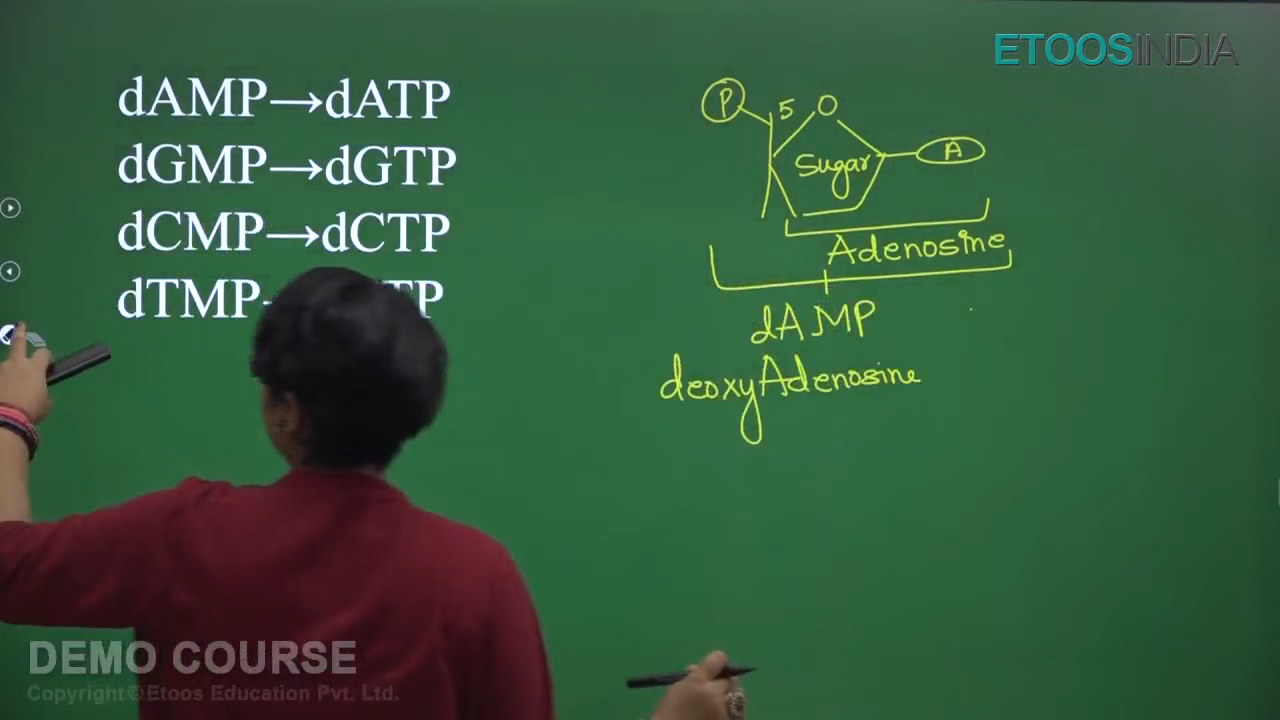 ETOOSINDIA
dAMP→dATP
dGMP→dGTP
dCMP→dCTP
dTMP
TP
P 5 O
Sugar A
Adenosine
dAMP
deoxyAdenosine
DEMO COURSE
Copyright©Etoos Education Pvt. Ltd.